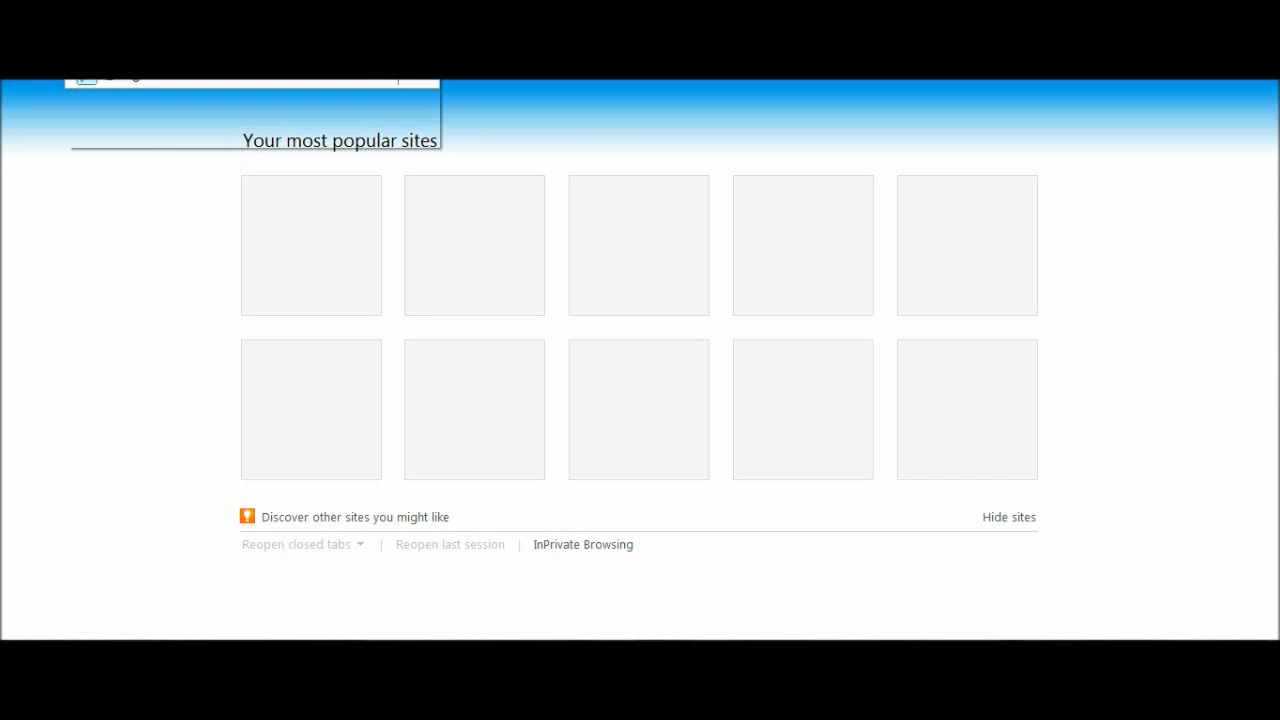 Your most popular sites
Discover other sites you might like
Hide sites
Reopen closed tabs | Reopen last session | InPrivate Browsing